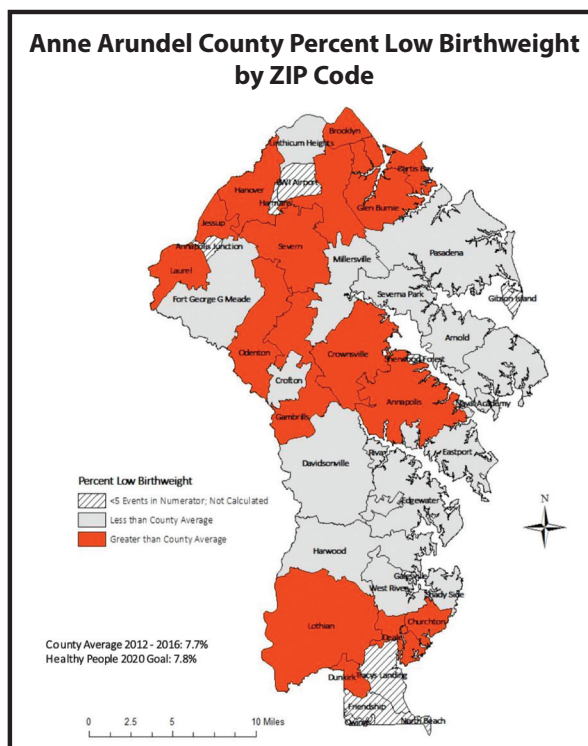 Anne Arundel County Percent Low Birthweight
by ZIP Code
Brooklyn
Linthicum Heights
Curtis Bay
BWI Airport
Hanover
Harmans
Glen Burnie
Jessup
Annapolis Junction
Severn
Millersville
Pasadena
Laurel
Fort George G Meade
Severna Park
Gibson Island
Arnold
Odenton
Crownsville
Sherwood Forest
Crofton
Annapolis
Naval Academy
Gambrills
Eastport
Davidsonville
Riva
Edgewater
Percent Low Birthweight
<5 Events in Numerator; Not Calculated
Less than County Average
Greater than County Average
N
Harwood
Galesville
West River
Shady Side
Lothian
Churchton
Deale
County Average 2012 - 2016: 7.7%
Healthy People 2020 Goal: 7.8%
Dunkirk
Tracys Landing
Friendship
Owings
North Beach
0 2.5 5 10 Miles